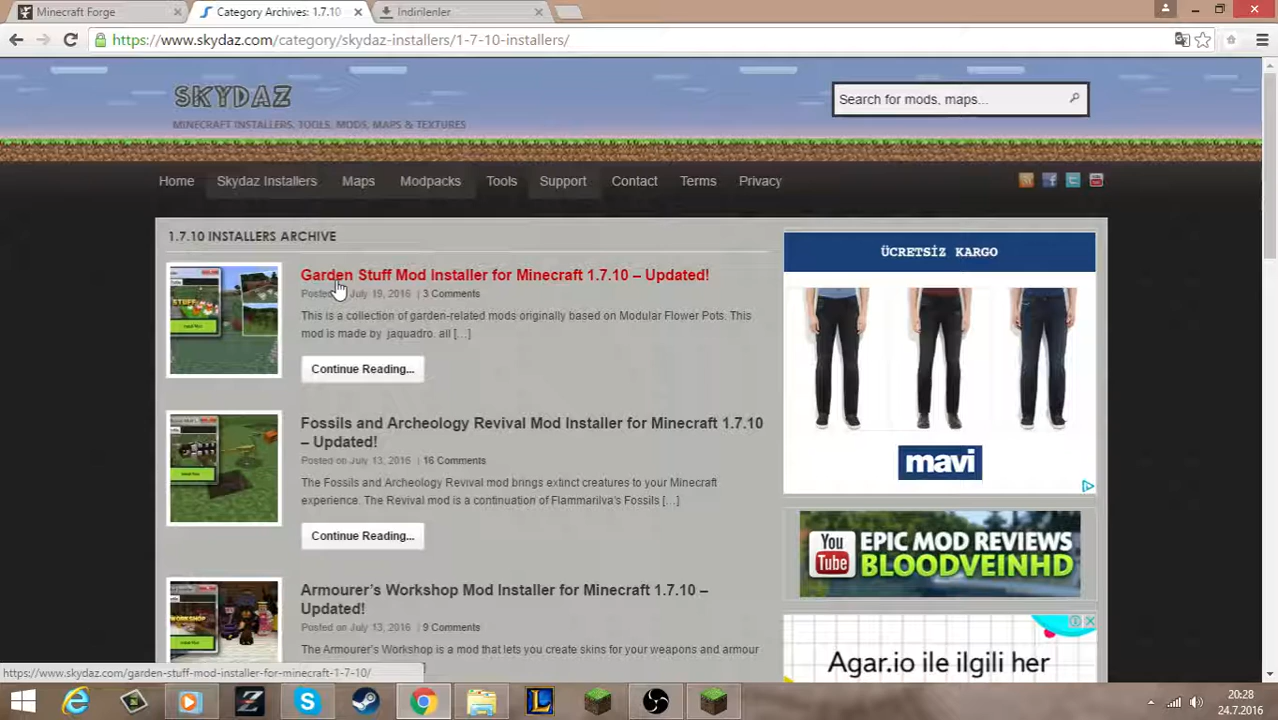 Minecraft Forge
Category Archives: 1.7.10
İndirilenler
https://www.skydaz.com/category/skydaz-installers/1-7-10-installers/
SKYDAZ
MINECRAFT INSTALLERS, TOOLS, MODS, MAPS & TEXTURES
Search for mods, maps...
Home Skydaz Installers Maps Modpacks Tools Support Contact Terms Privacy
1.7.10 INSTALLERS ARCHIVE
Garden Stuff Mod Installer for Minecraft 1.7.10 – Updated!
Posted July 19, 2016 | 3 Comments
This is a collection of garden-related mods originally based on Modular Flower Pots. This
mod is made by jaquadro. all […]
Continue Reading...
Fossils and Archeology Revival Mod Installer for Minecraft 1.7.10
– Updated!
Posted on July 13, 2016 | 16 Comments
The Fossils and Archeology Revival mod brings extinct creatures to your Minecraft
experience. The Revival mod is a continuation of Flammarilva's Fossils […]
Continue Reading...
Armourer's Workshop Mod Installer for Minecraft 1.7.10 –
Updated!
Posted on July 13, 2016 | 9 Comments
The Armourer's Workshop is a mod that lets you create skins for your weapons and armour
ÜCRETSİZ KARGO
mavi
You Tube
EPIC MOD REVIEWS
BLOODVEINHD
Agar.io ile ilgili her
https://www.skydaz.com/garden-stuff-mod-installer-for-minecraft-1-7-10/
20:28
24.7.2016